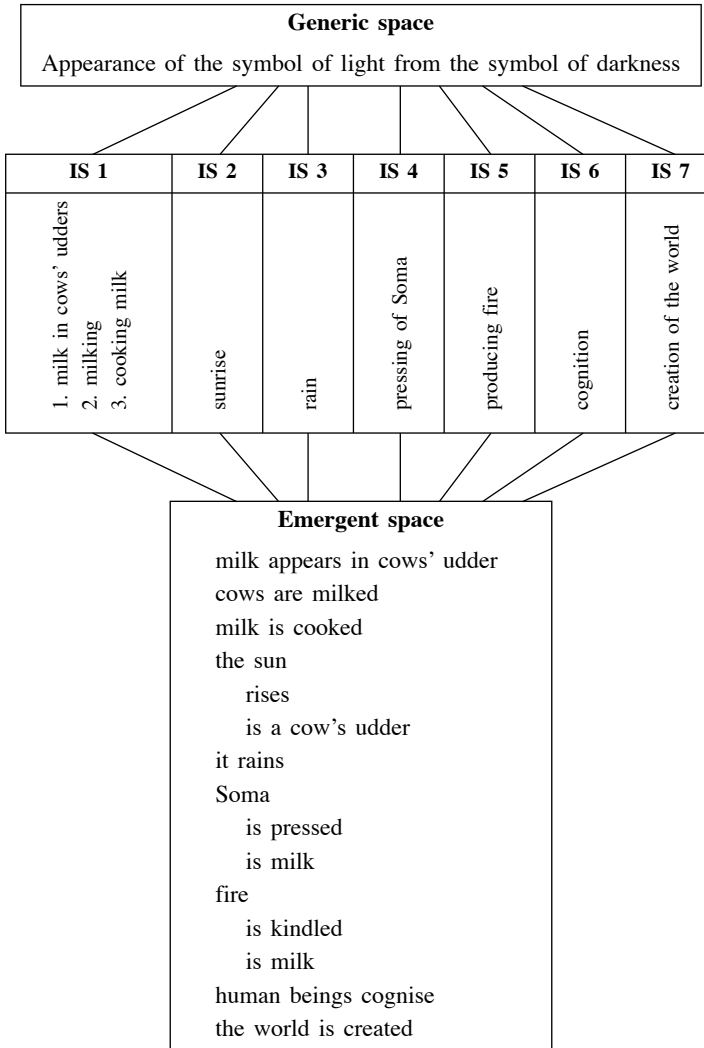 Generic space
Appearance of the symbol of light from the symbol of darkness
IS 1
IS 2
IS 3
IS 4
IS 5
IS 6
IS 7
1. milk in cows' udders
2. milking
3. cooking milk
sunrise
rain
pressing of Soma
producing fire
cognition
creation of the world
Emergent space
milk appears in cows' udder
cows are milked
milk is cooked
the sun
rises
is a cow's udder
it rains
Soma
is pressed
is milk
fire
is kindled
is milk
human beings cognise
the world is created